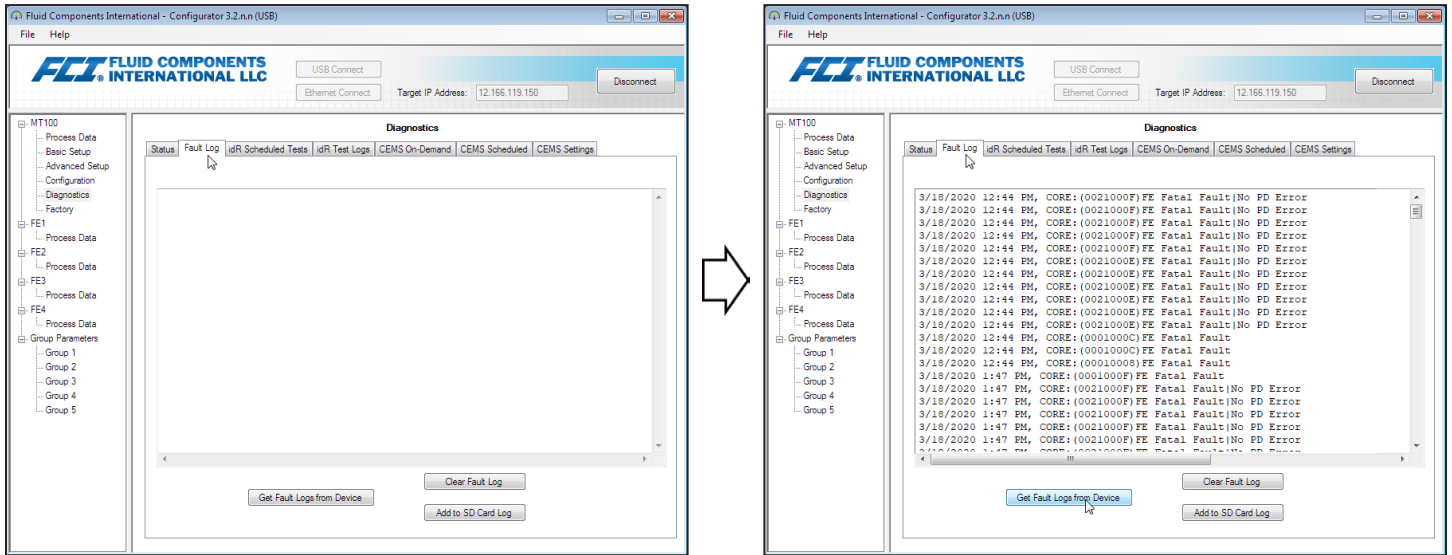 Fluid Components International - Configurator 3.2.n.n (USB)
File Help
FCI® FLUID COMPONENTS
INTERNATIONAL LLC
USB Connect
Ethernet Connect Target IP Address: 12.166.119.150
Disconnect
MT100
Process Data
Basic Setup
Advanced Setup
Configuration
Diagnostics
Factory
FE1
Process Data
FE2
Process Data
FE3
Process Data
FE4
Process Data
Group Parameters
Group 1
Group 2
Group 3
Group 4
Group 5
Diagnostics
Status Fault Log idR Scheduled Tests idR Test Logs CEMS On-Demand CEMS Scheduled CEMS Settings
Clear Fault Log
Get Fault Logs from Device
Add to SD Card Log
Fluid Components International - Configurator 3.2.n.n (USB)
File Help
FCI® FLUID COMPONENTS
INTERNATIONAL LLC
USB Connect
Ethernet Connect Target IP Address: 12.166.119.150
Disconnect
MT100
Process Data
Basic Setup
Advanced Setup
Configuration
Diagnostics
Factory
FE1
Process Data
FE2
Process Data
FE3
Process Data
FE4
Process Data
Group Parameters
Group 1
Group 2
Group 3
Group 4
Group 5
Diagnostics
Status Fault Log idR Scheduled Tests idR Test Logs CEMS On-Demand CEMS Scheduled CEMS Settings
3/18/2020 12:44 PM, CORE:(0021000F)FE Fatal Fault|No PD Error
3/18/2020 12:44 PM, CORE:(0021000F)FE Fatal Fault|No PD Error
3/18/2020 12:44 PM, CORE:(0021000F)FE Fatal Fault|No PD Error
3/18/2020 12:44 PM, CORE:(0021000F)FE Fatal Fault|No PD Error
3/18/2020 12:44 PM, CORE:(0021000F)FE Fatal Fault|No PD Error
3/18/2020 12:44 PM, CORE:(0021000E)FE Fatal Fault|No PD Error
3/18/2020 12:44 PM, CORE:(0021000E)FE Fatal Fault|No PD Error
3/18/2020 12:44 PM, CORE:(0021000E)FE Fatal Fault|No PD Error
3/18/2020 12:44 PM, CORE:(0021000E)FE Fatal Fault|No PD Error
3/18/2020 12:44 PM, CORE:(0021000E)FE Fatal Fault|No PD Error
3/18/2020 12:44 PM, CORE:(0021000E)FE Fatal Fault|No PD Error
3/18/2020 12:44 PM, CORE:(0001000C)FE Fatal Fault
3/18/2020 12:44 PM, CORE:(0001000C)FE Fatal Fault
3/18/2020 12:44 PM, CORE:(00010008)FE Fatal Fault
3/18/2020 1:47 PM, CORE:(0001000F)FE Fatal Fault
3/18/2020 1:47 PM, CORE:(0021000F)FE Fatal Fault|No PD Error
3/18/2020 1:47 PM, CORE:(0021000F)FE Fatal Fault|No PD Error
3/18/2020 1:47 PM, CORE:(0021000F)FE Fatal Fault|No PD Error
3/18/2020 1:47 PM, CORE:(0021000F)FE Fatal Fault|No PD Error
3/18/2020 1:47 PM, CORE:(0021000F)FE Fatal Fault|No PD Error
Clear Fault Log
Get Fault Logs from Device
Add to SD Card Log